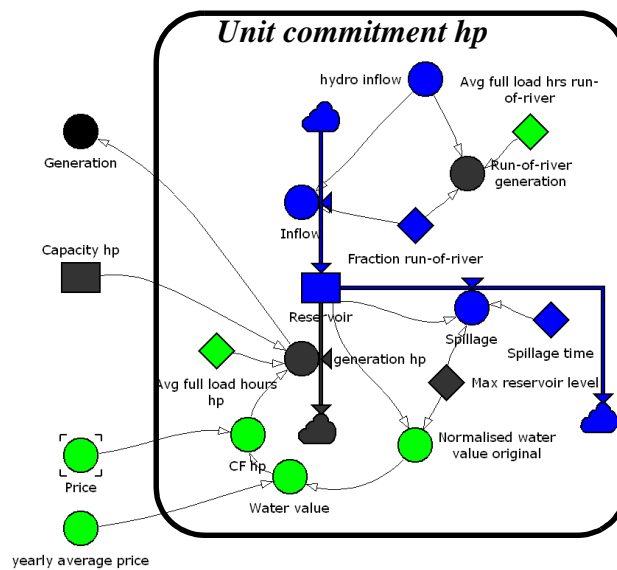 Unit commitment hp
hydro inflow
Avg full load hrs run-
of-river
Generation
Run-of-river
generation
Inflow
Capacity hp
Fraction run-of-river
Reservoir
Spillage
Spillage time
generation hp
Avg full load hours
hp
Max reservoir level
CF hp
Normalised water
value original
Price
Water value
yearly average price